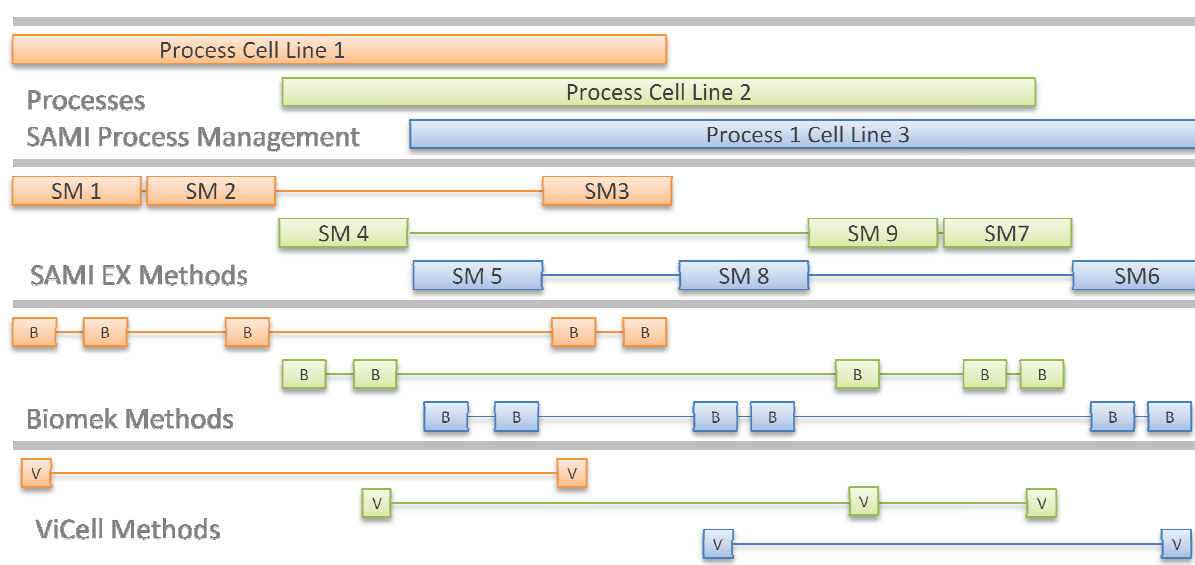 Process Cell Line 1
Process Cell Line 2
Processes
SAMI Process Management
Process 1 Cell Line 3
SM 1 SM 2 SM3
SM 4 SM 9 SM7
SAMI EX Methods
SM 5 SM 8 SM6
B B B B B
B B B B B
Biomek Methods
B B B B B B
V V
V V V
ViCell Methods
V V